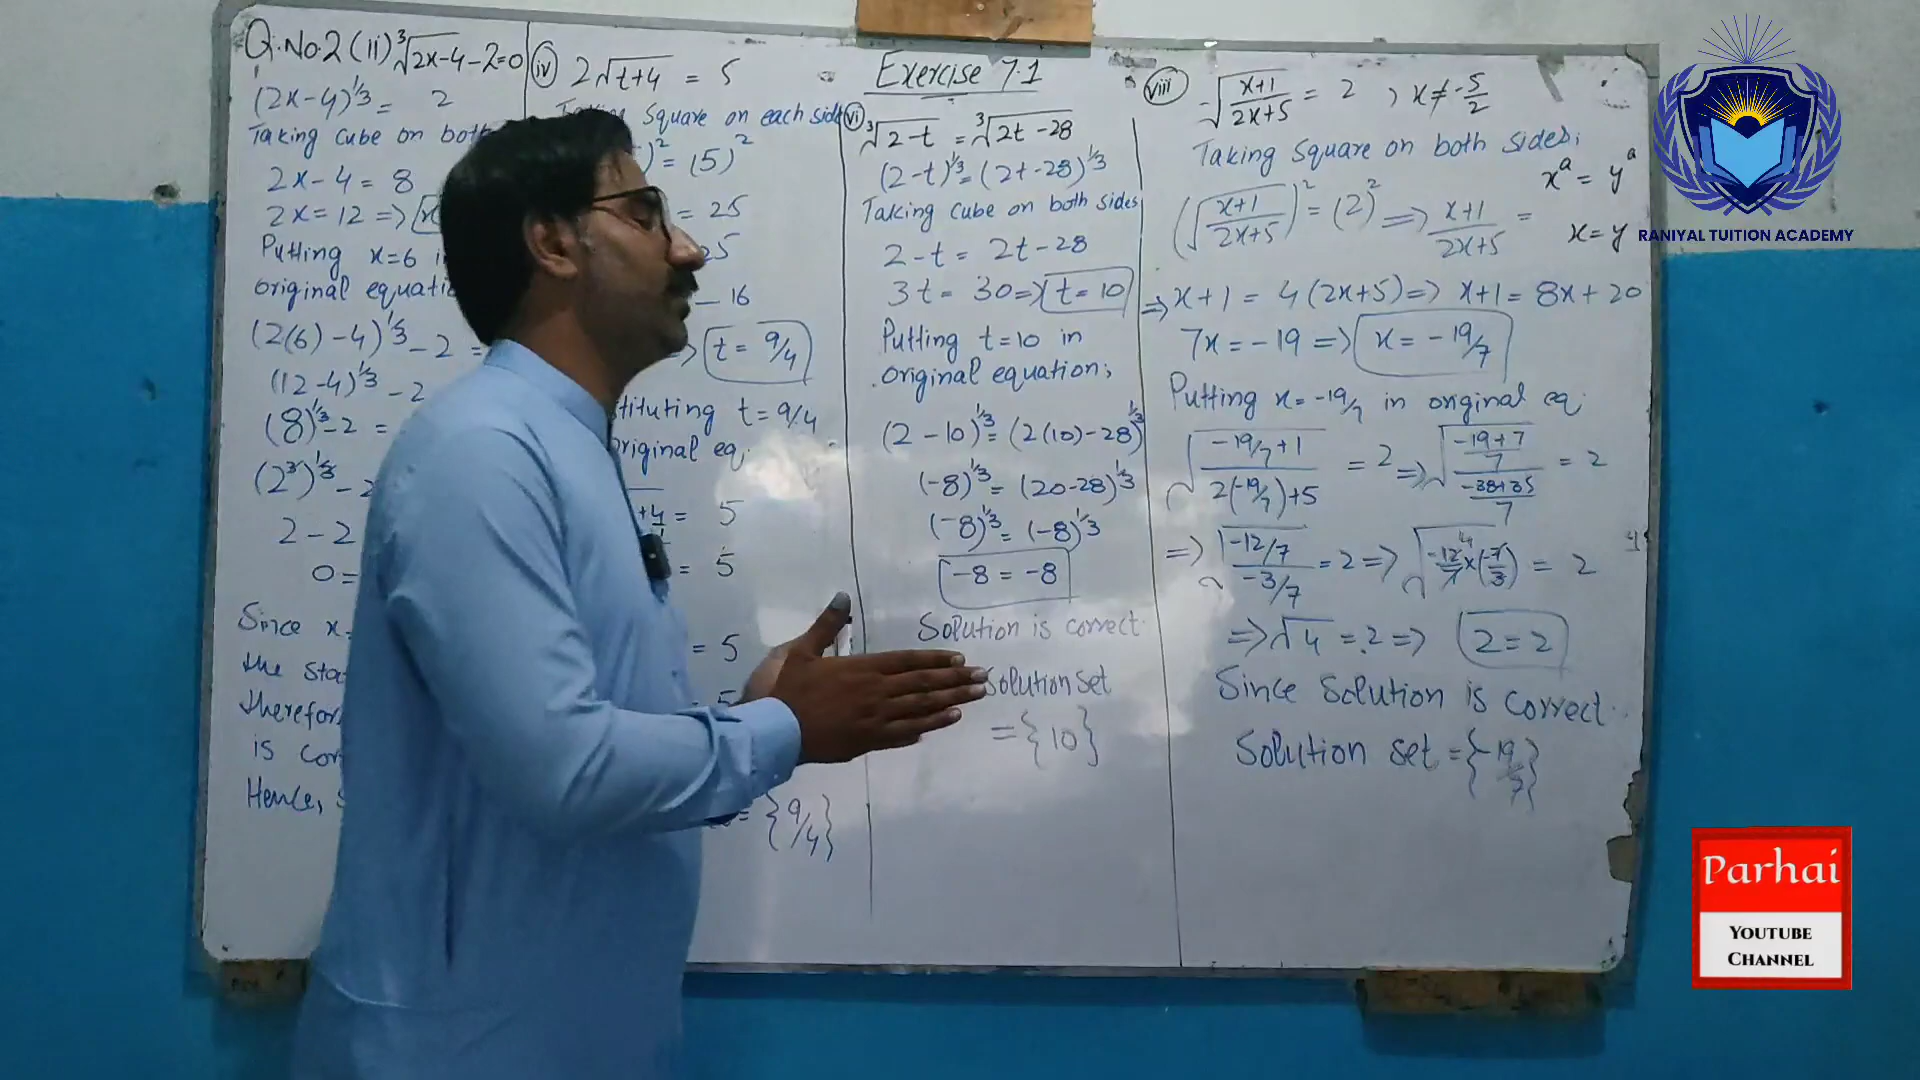 Q.No.2 (ii) ³√2x-4 - 2=0
(2x-4)^1/3 = 2
Taking cube on both
2x-4 = 8
2x = 12 =>
Putting x=6
original
(2(6)-4)^1/3 - 2 =
(12-4)^1/3 - 2
(8)^1/3 - 2 =
(2^3)^1/3 - 2
2 - 2
0 =
Since x
the
is
Hence,
(iv) 2√t+4 = 5
square on each side
)^2 = (5)^2
= 25
25
- 16
t = 9/4
t = 9/4
original eq.
= 5
= 5
= 5
= {9/4}
Exercise 7.1
(vi) ³√2-t = ³√2t-28
(2-t)^1/3 = (2t-28)^1/3
Taking cube on both sides
2-t = 2t-28
3t = 30 => t=10
Putting t=10 in
original equation;
(2-10)^1/3 = (2(10)-28)^1/3
(-8)^1/3 = (20-28)^1/3
(-8)^1/3 = (-8)^1/3
-8 = -8
Solution is correct
Solution set
= {10}
(viii) √(x+1/2x+5) = 2 , x≠-5/2
Taking square on both sides;
x^a = y^a
x=y
(√(x+1/2x+5))^2 = (2)^2 => x+1/2x+5 =
=> x+1 = 4(2x+5) => x+1 = 8x+20
7x = -19 => x = -19/7
Putting x=-19/7 in original eq.
√(-19/7+1/2(-19/7)+5) = 2 => √(-19+7/7/-38+35/7) = 2
=> √(-12/7/-3/7) = 2 => √(-12/7 x (-7/3)) = 2
4
=> √4 = 2 => 2=2
Since Solution is correct.
Solution set = {-19/7}
RANIYAL TUITION ACADEMY
Parhai
YOUTUBE
CHANNEL